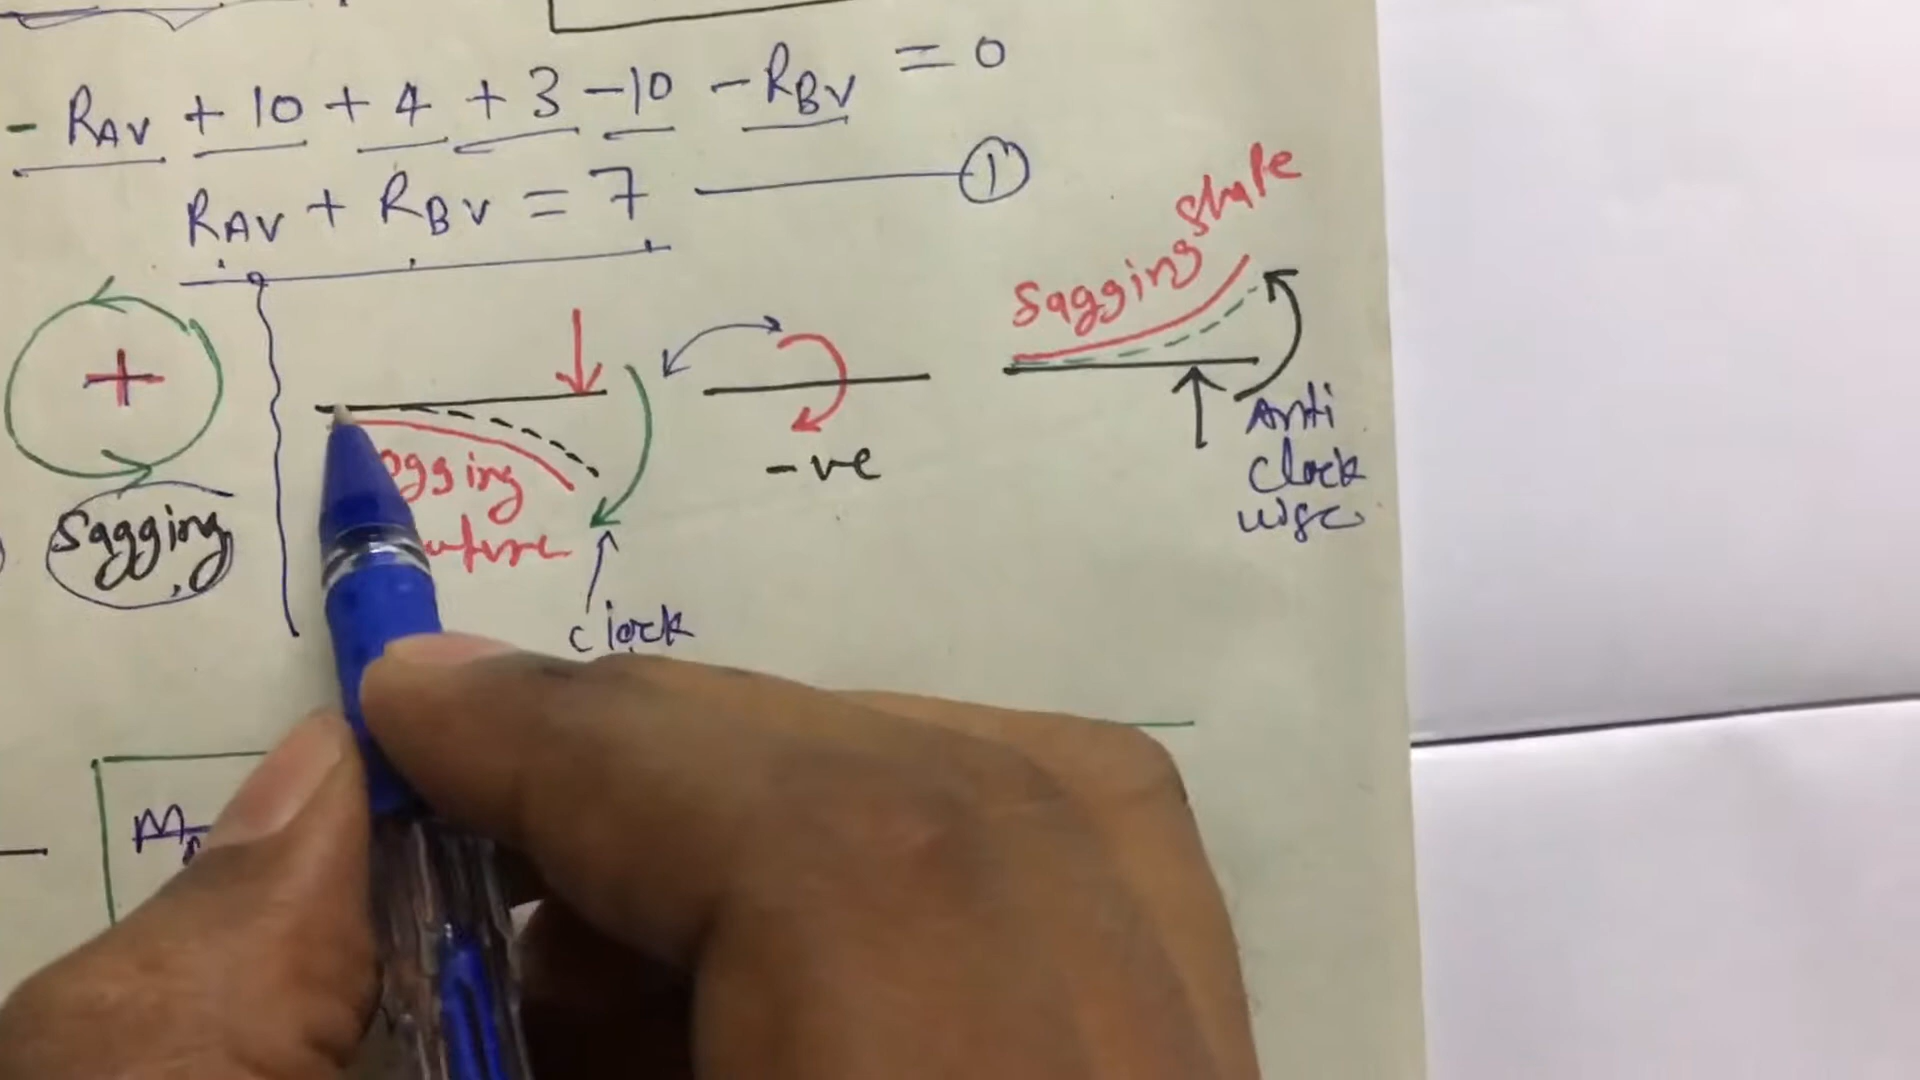 - RAV + 10 + 4 + 3 - 10 - RBV = 0
RAV + RBV = 7 ——— 1
+
Sagging
-ve
Sagging shape
Anti
clock
wise
clock